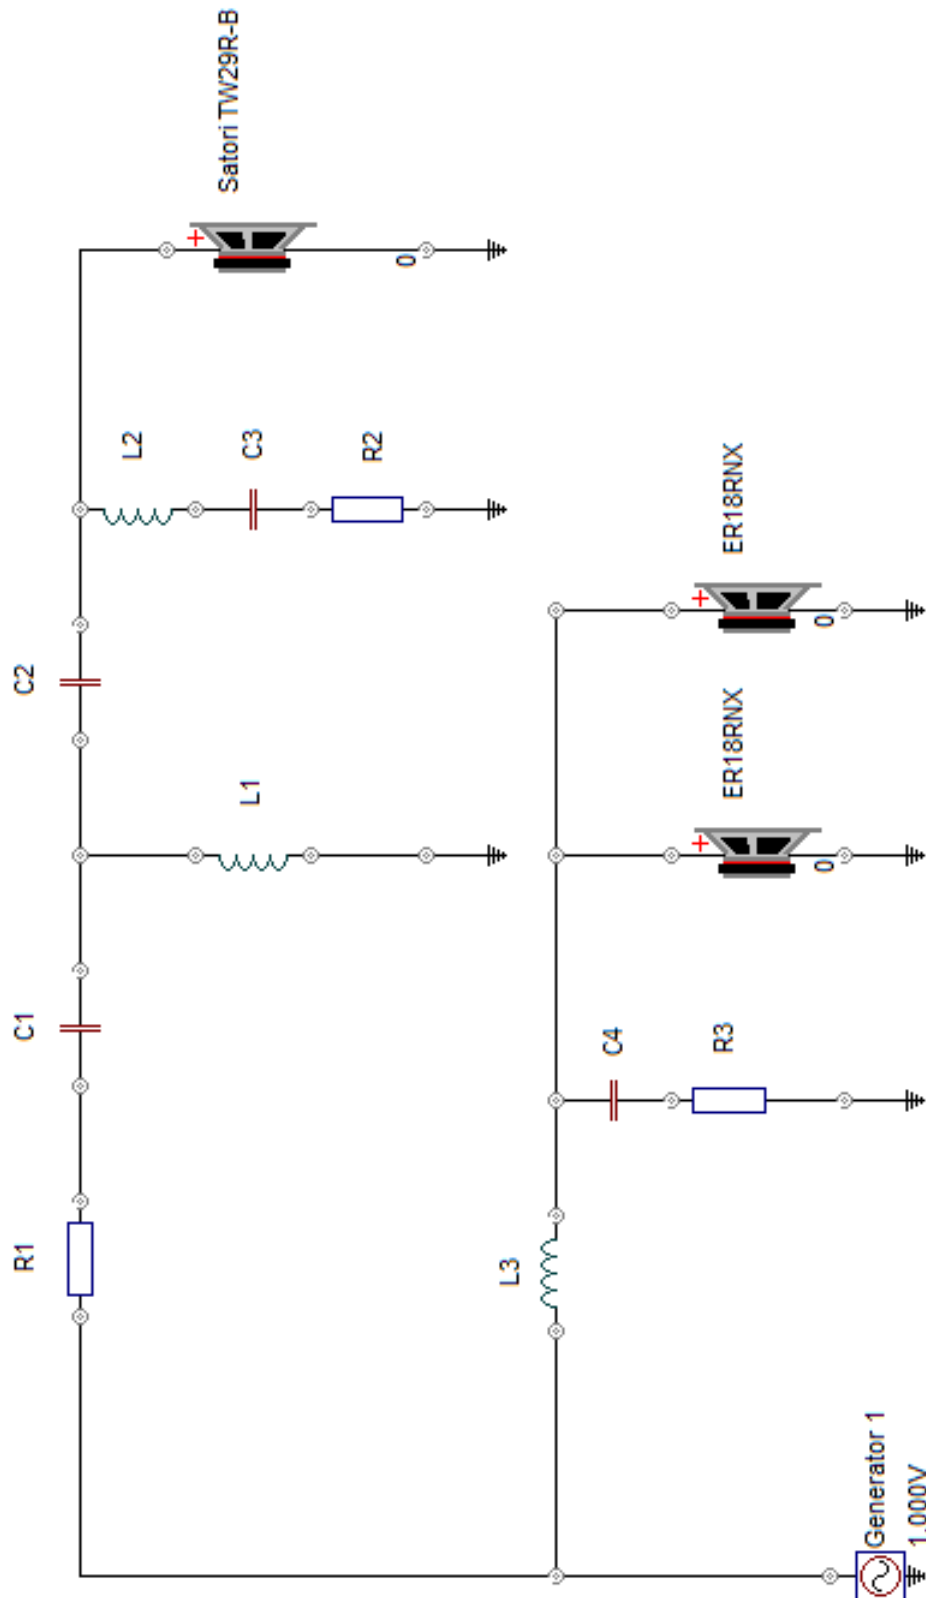 Satori TW29R-B
+
0
L2
C3
R2
ER18RNX
+
0
C2
L1
ER18RNX
+
0
C1
C4
R3
R1
L3
Generator 1
1.000V